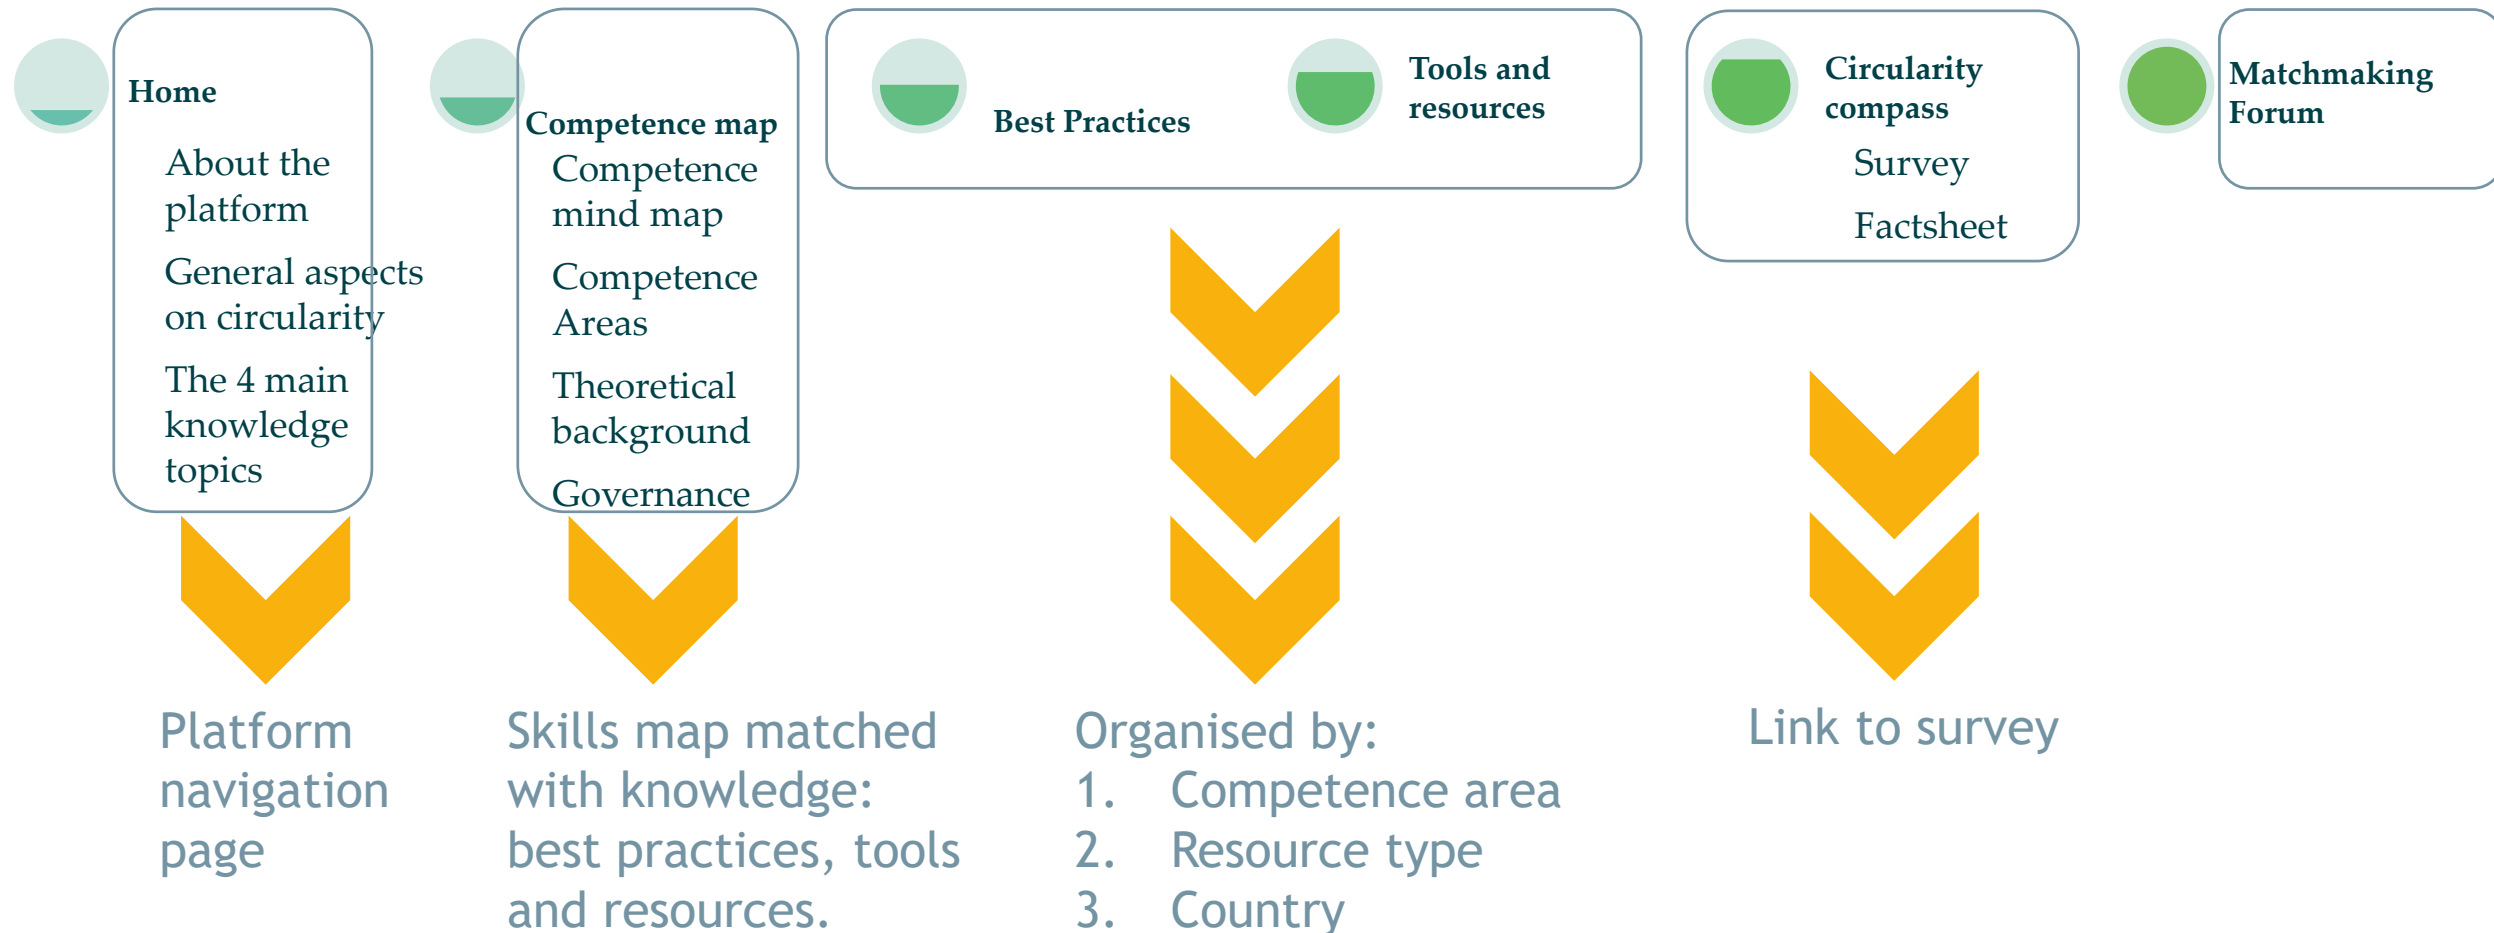 Home
About the
platform
General aspects
on circularity
The 4 main
knowledge
topics
Competence map
Competence
mind map
Competence
Areas
Theoretical
background
Governance
Best Practices
Tools and
resources
Circularity
compass
Survey
Factsheet
Matchmaking
Forum
Platform
navigation
page
Skills map matched
with knowledge:
best practices, tools
and resources.
Organised by:
1. Competence area
2. Resource type
3. Country
Link to survey